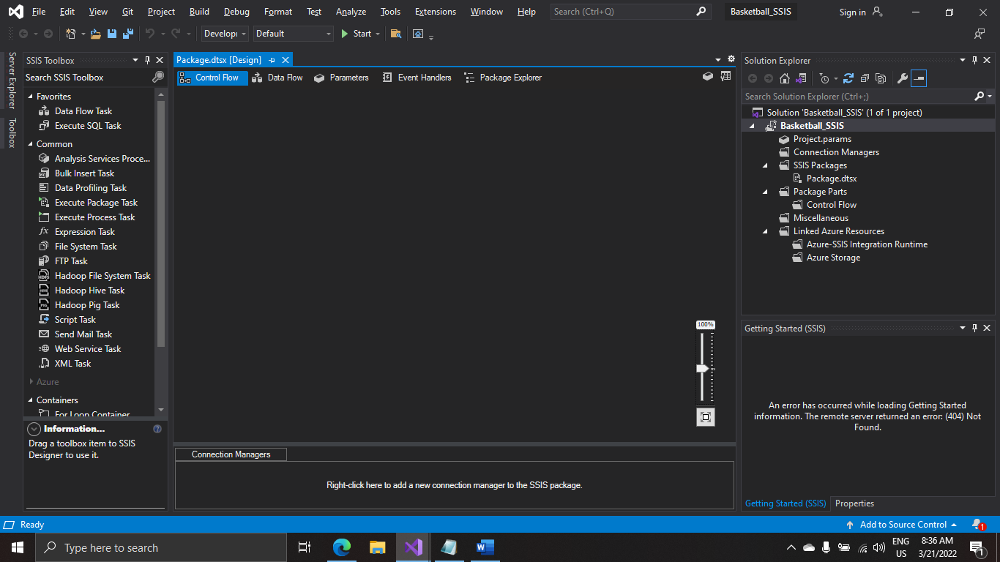 File Edit View Git Project Build Debug Format Test Analyze Tools Extensions Window Help Search (Ctrl+Q) Basketball_SSIS Sign in
Default Start
Server Explorer
Toolbox
SSIS Toolbox
Search SSIS Toolbox
Favorites
Data Flow Task
Execute SQL Task
Common
Analysis Services Proce...
Bulk Insert Task
Data Profiling Task
Execute Package Task
Execute Process Task
Expression Task
File System Task
FTP Task
Hadoop File System Task
Hadoop Hive Task
Hadoop Pig Task
Script Task
Send Mail Task
Web Service Task
XML Task
Azure
Containers
For Loop Container
Information...
Drag a toolbox item to SSIS
Designer to use it.
Package.dtsx [Design]
Control Flow Data Flow Parameters Event Handlers Package Explorer
100%
Connection Managers
Right-click here to add a new connection manager to the SSIS package.
Solution Explorer
Search Solution Explorer (Ctrl+;)
Solution 'Basketball_SSIS' (1 of 1 project)
Basketball_SSIS
Project.params
Connection Managers
SSIS Packages
Package.dtsx
Package Parts
Control Flow
Miscellaneous
Linked Azure Resources
Azure-SSIS Integration Runtime
Azure Storage
Getting Started (SSIS)
An error has occurred while loading Getting Started
information. The remote server returned an error: (404) Not
Found.
Getting Started (SSIS) Properties
Ready
Add to Source Control
1
Type here to search
ENG
US
8:36 AM
3/21/2022
1